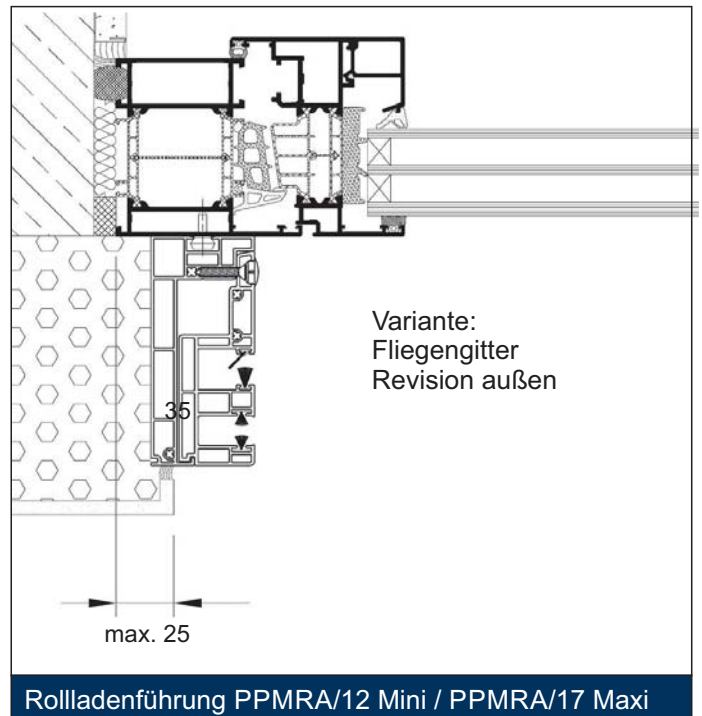 Variante:
Fliegengitter
Revision außen
35
max. 25
Rollladenführung PPMRA/12 Mini / PPMRA/17 Maxi